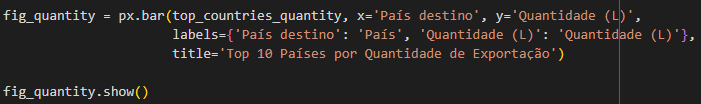 fig_quantity = px.bar(top_countries_quantity, x='País destino', y='Quantidade (L)',
labels={'País destino': 'País', 'Quantidade (L)': 'Quantidade (L)'},
title='Top 10 Países por Quantidade de Exportação')
fig_quantity.show()